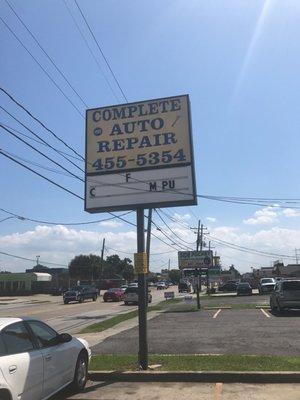 COMPLETE
AUTO
REPAIR
455-5354
F
C M PU